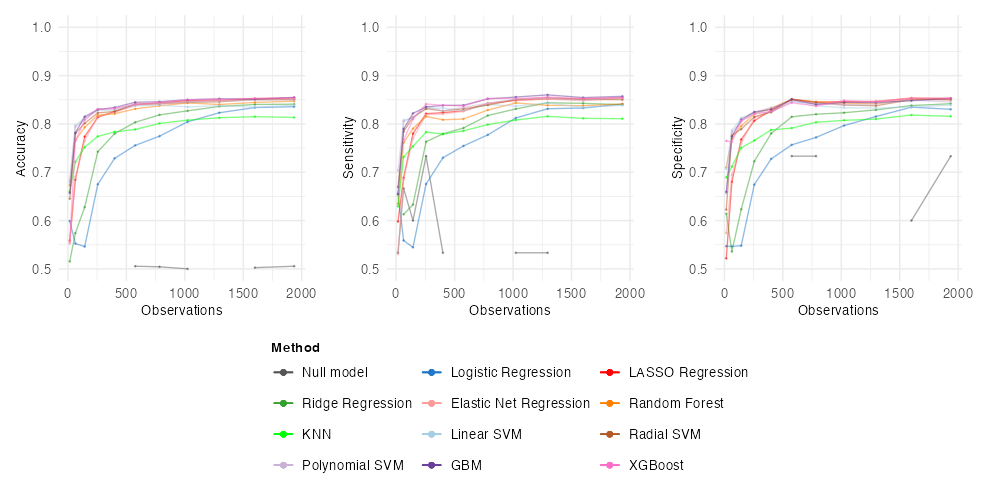 1.0
0.9
0.8
0.7
0.6
0.5
Accuracy
0 500 1000 1500 2000
Observations
1.0
0.9
0.8
0.7
0.6
0.5
Sensitivity
0 500 1000 1500 2000
Observations
1.0
0.9
0.8
0.7
0.6
0.5
Specificity
0 500 1000 1500 2000
Observations
Method
Null model Logistic Regression LASSO Regression
Ridge Regression Elastic Net Regression Random Forest
KNN Linear SVM Radial SVM
Polynomial SVM GBM XGBoost